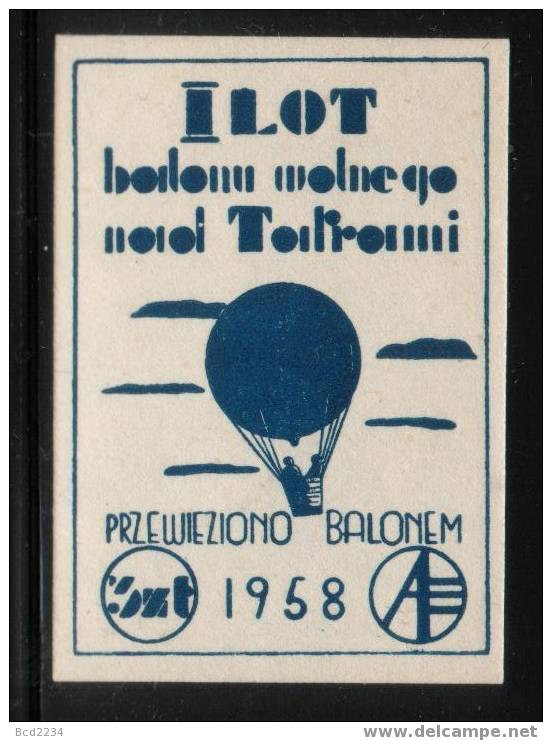 I LOT
balonu wolnego
nad Tatrami
PRZEWIEZIONO BALONEM
1958
Bcd2234
www.delcampe.net